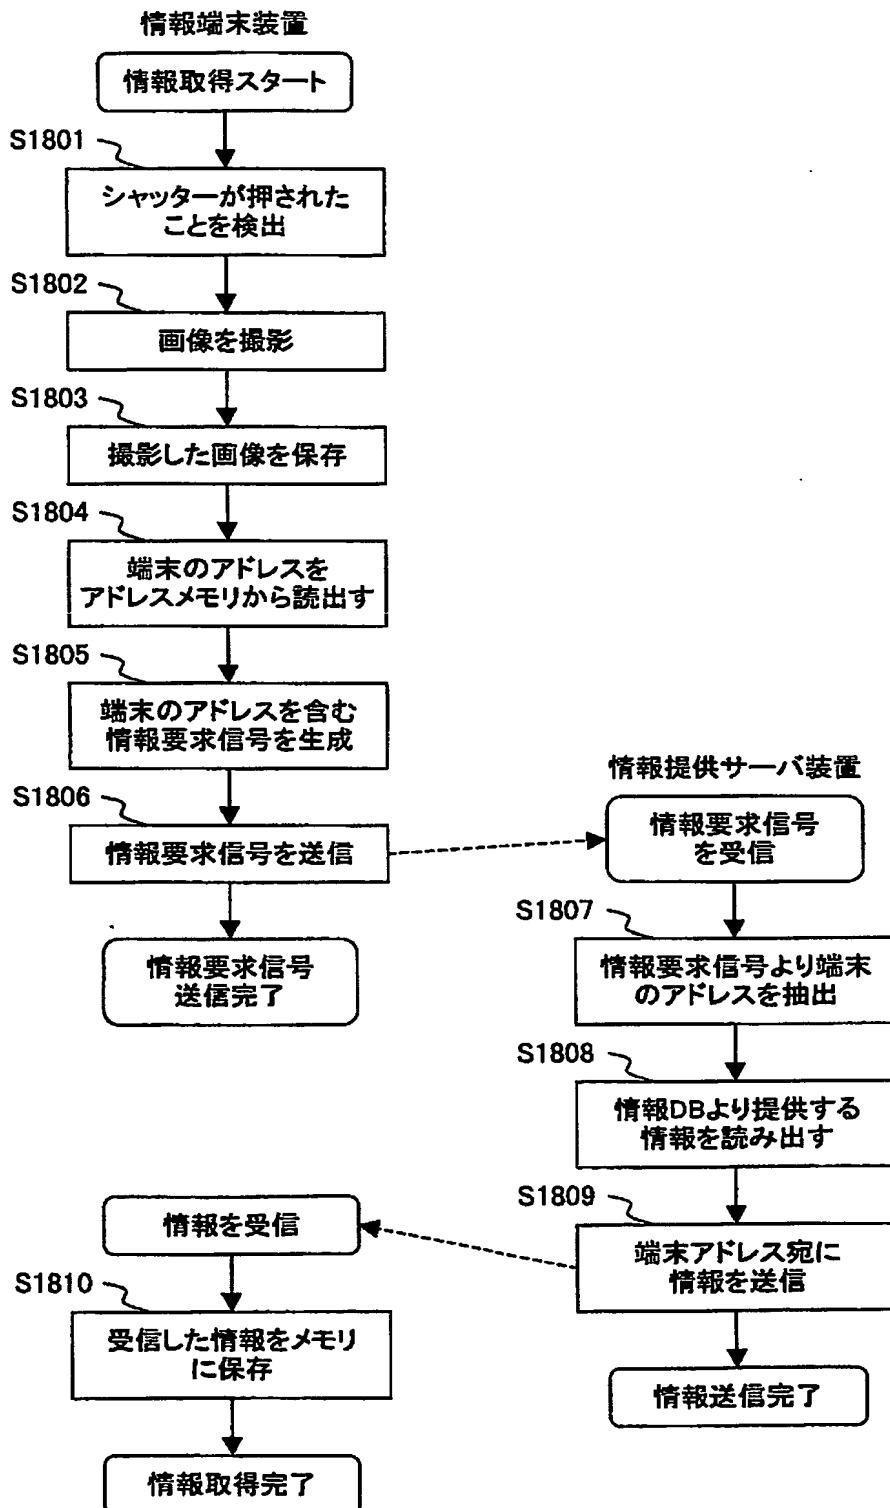 情報端末装置
情報取得スタート
S1801
シャッターが押された
ことを検出
S1802
画像を撮影
S1803
撮影した画像を保存
S1804
端末のアドレスを
アドレスメモリから読出す
S1805
端末のアドレスを含む
情報要求信号を生成
S1806
情報要求信号を送信
情報要求信号
送信完了
情報提供サーバ装置
情報要求信号
を受信
S1807
情報要求信号より端末
のアドレスを抽出
S1808
情報DBより提供する
情報を読み出す
S1809
端末アドレス宛に
情報を送信
情報送信完了
情報を受信
S1810
受信した情報をメモリ
に保存
情報取得完了